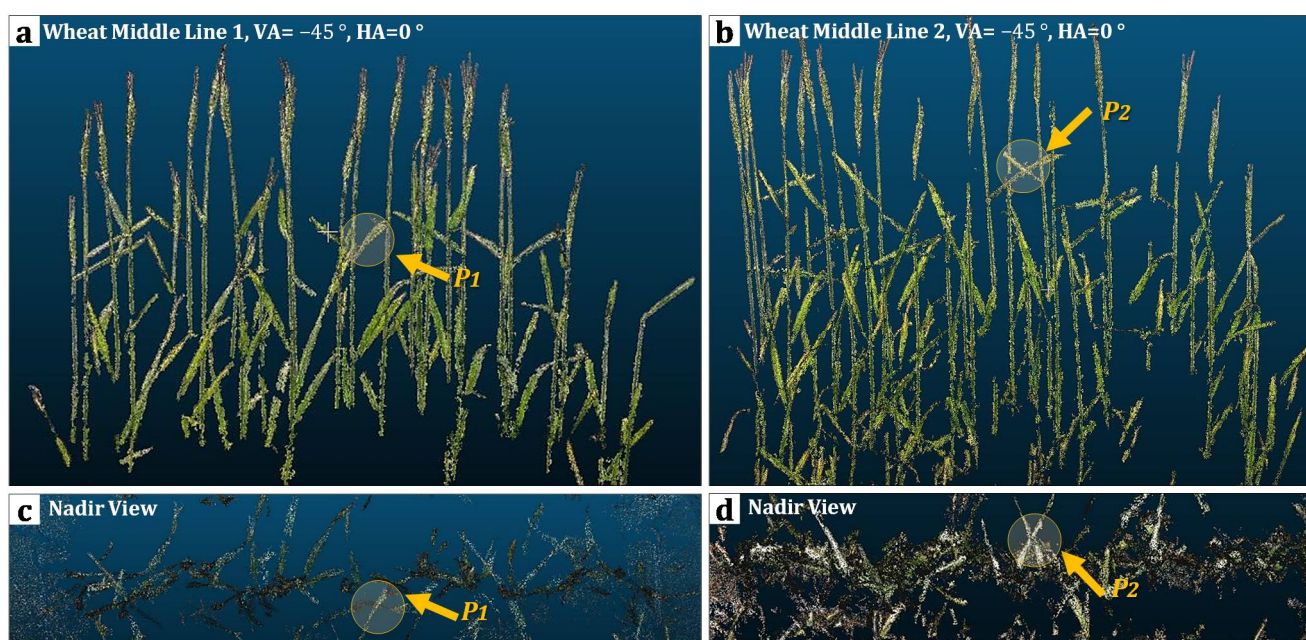 a Wheat Middle Line 1, VA= −45 °, HA=0 °
P1
b Wheat Middle Line 2, VA= −45 °, HA=0 °
P2
c Nadir View
P1
d Nadir View
P2